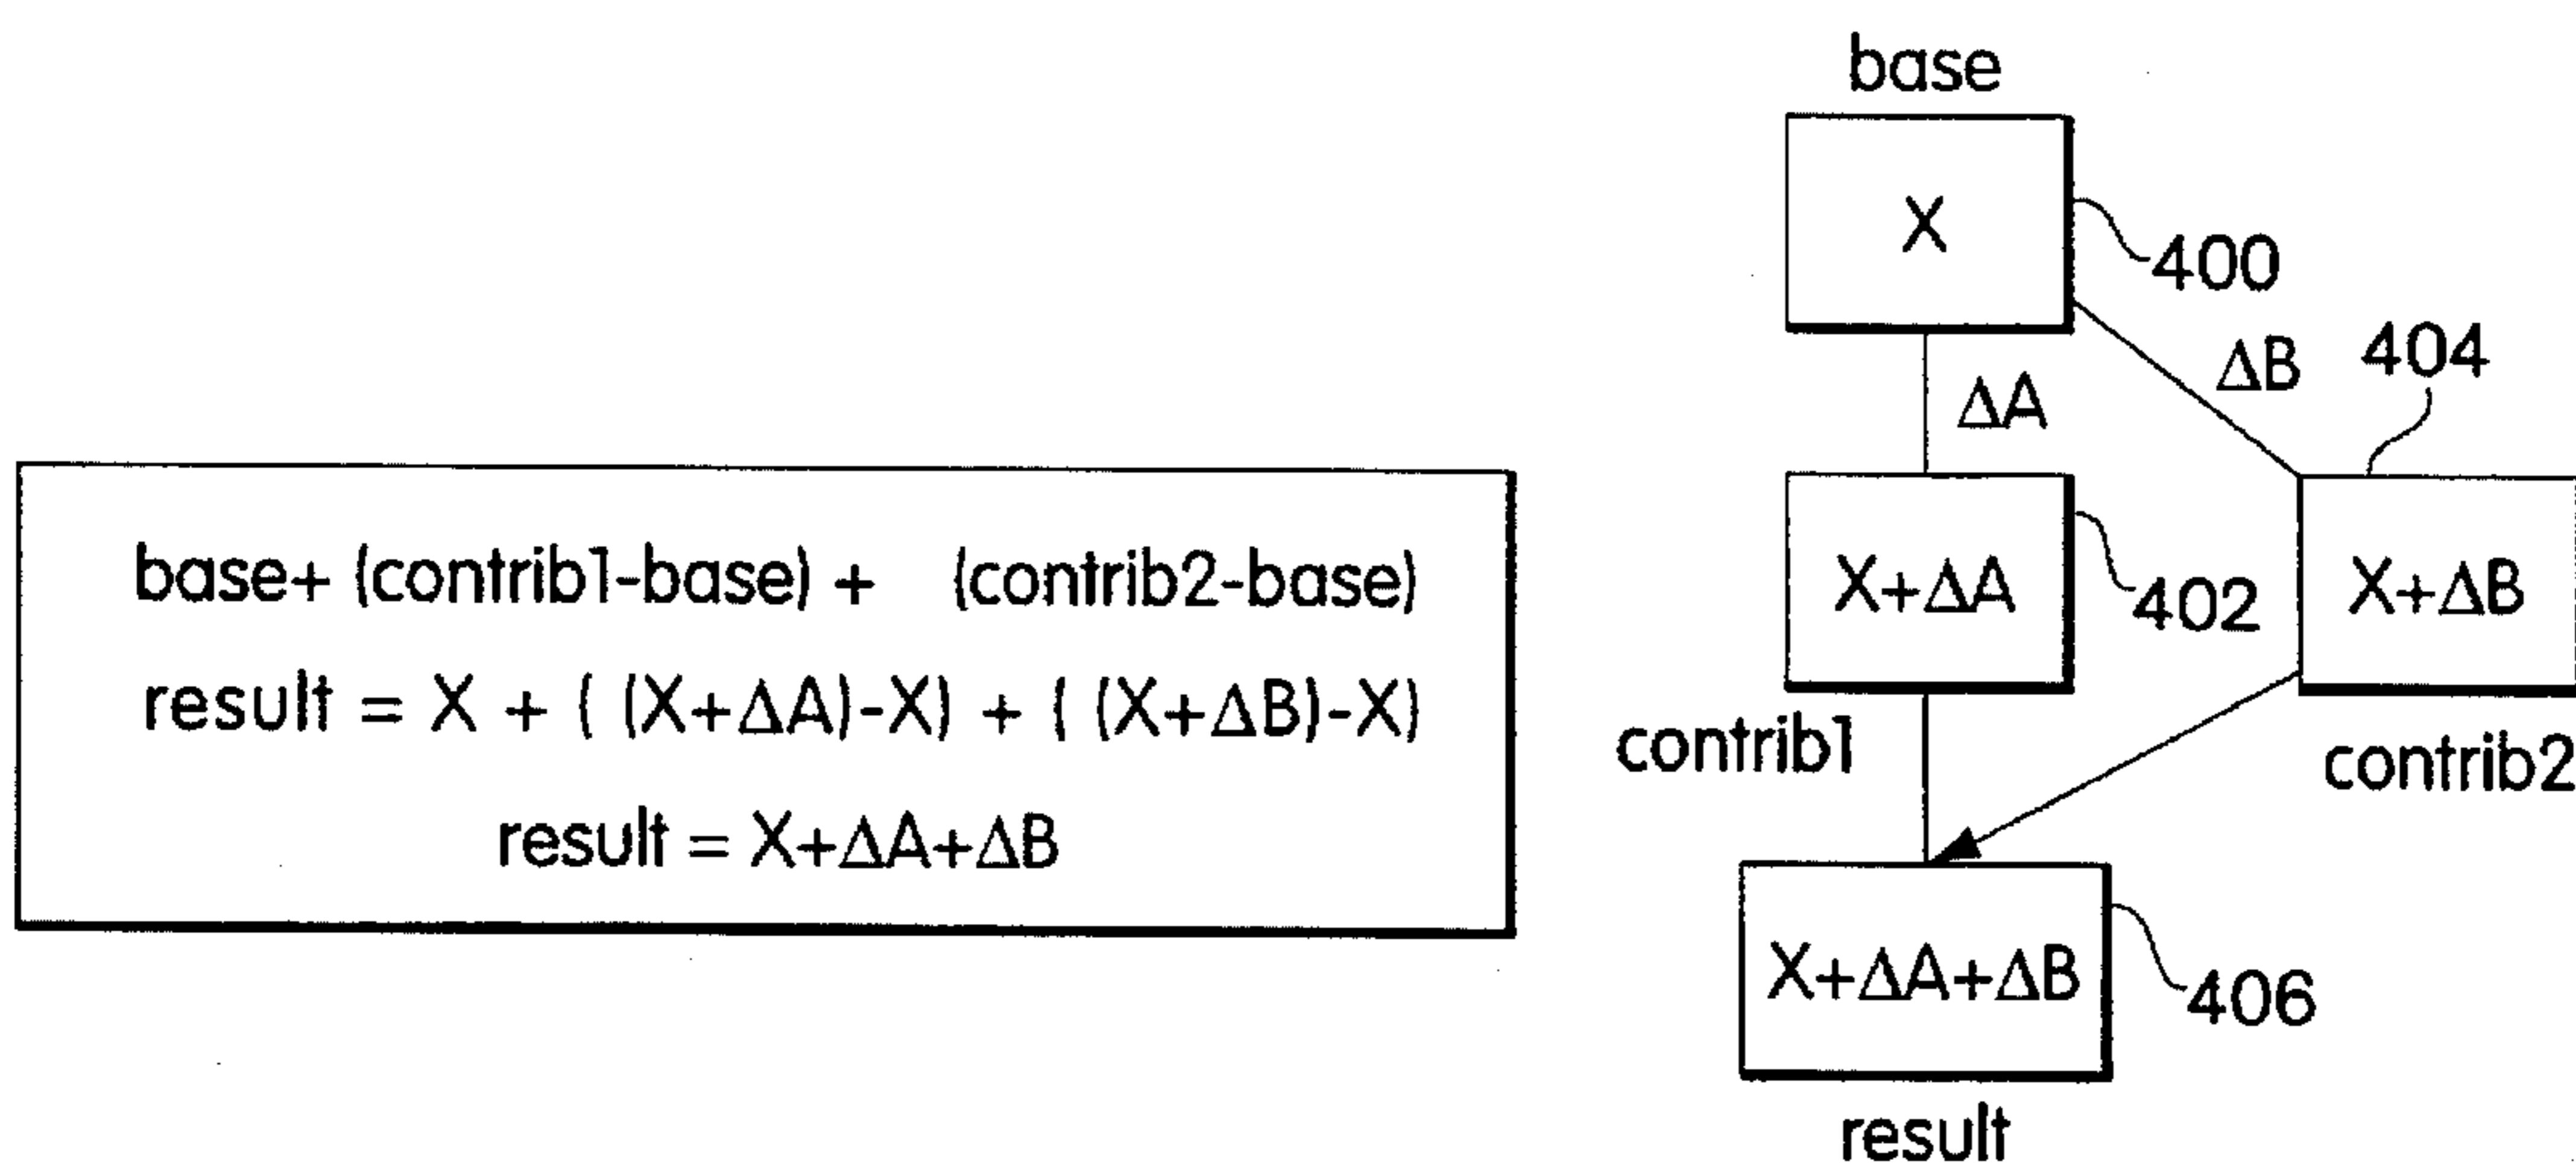 base
X
400
ΔA
ΔB
404
base+ (contrib1-base) + (contrib2-base)
result = X + ( (X+ΔA)-X) + ( (X+ΔB)-X)
result = X+ΔA+ΔB
X+ΔA
402
X+ΔB
contrib1
contrib2
X+ΔA+ΔB
406
result